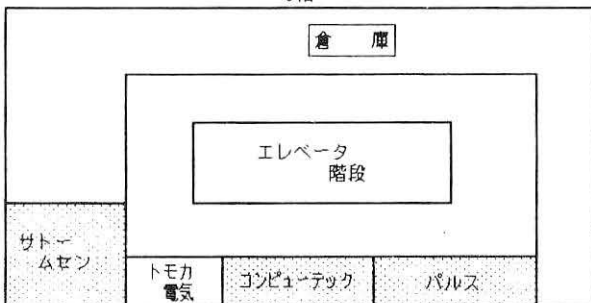 倉庫
エレベータ
階段
サトー
ムセン
トモカ
電気
コンピューテック
パルス